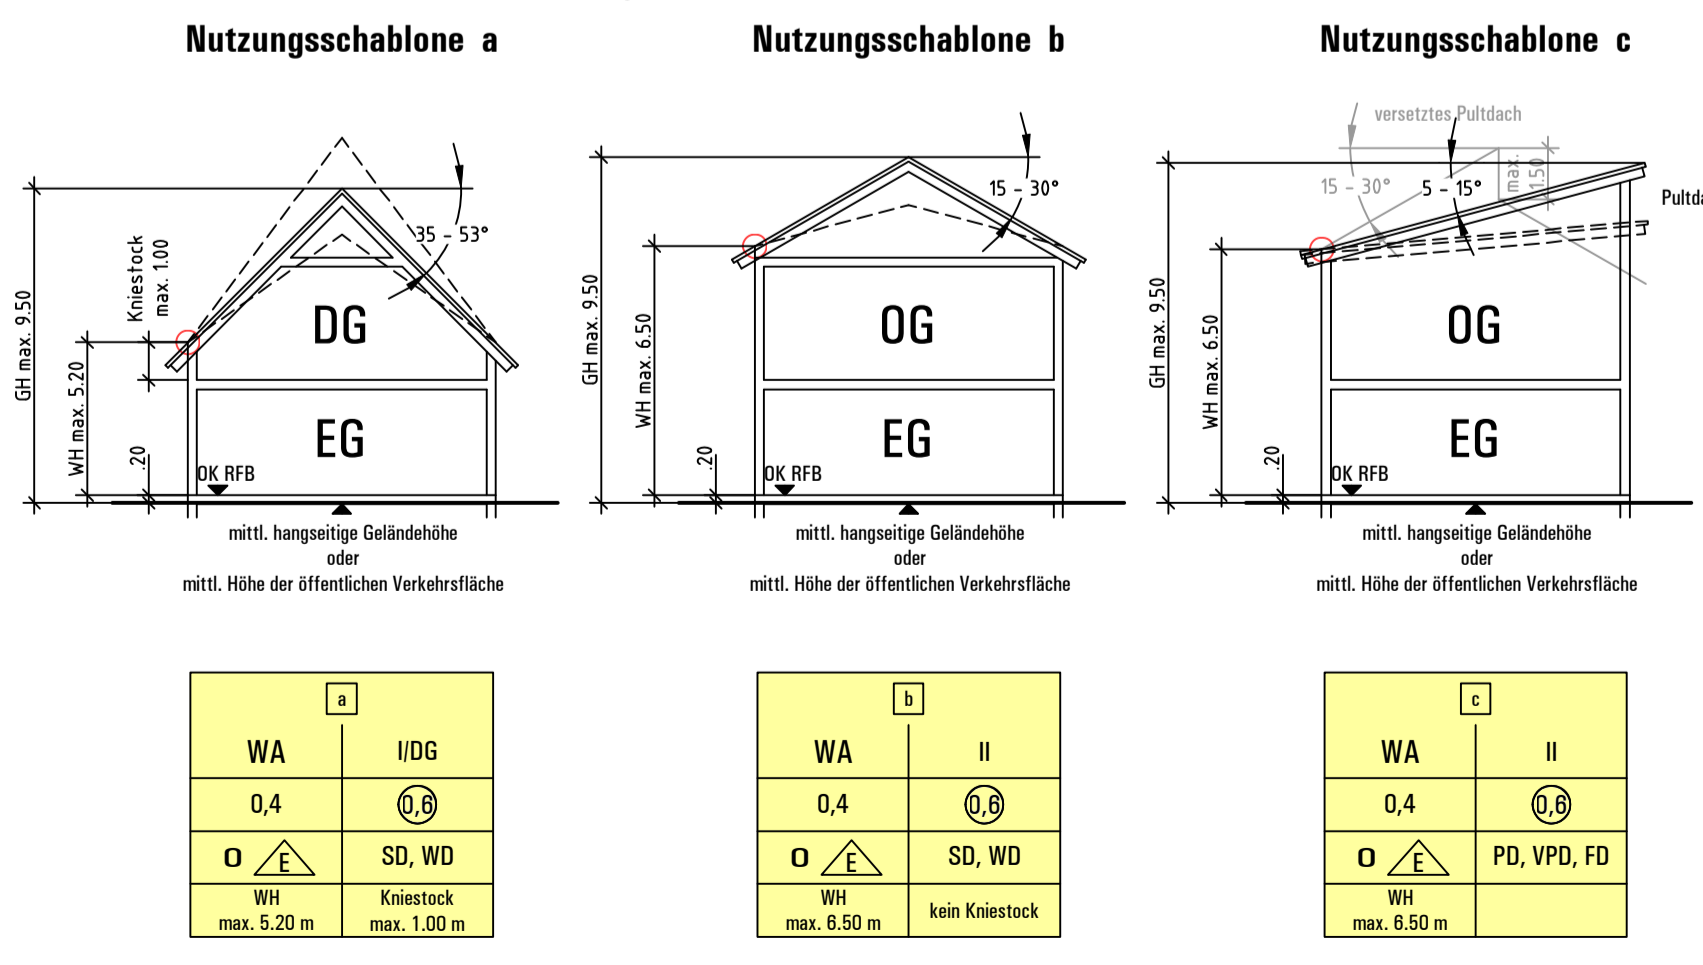 Nutzungsschablone a
GH max. 9.50
WH max. 5.20
Kniestock
max. 1.00
.20
35 – 53°
DG
EG
OK RFB
mittl. hangseitige Geländehöhe
oder
mittl. Höhe der öffentlichen Verkehrsfläche
a
WA I/DG
0,4 0,6
O E SD, WD
WH
max. 5.20 m
Kniestock
max. 1.00 m
Nutzungsschablone b
GH max. 9.50
WH max. 6.50
.20
15 – 30°
OG
EG
OK RFB
mittl. hangseitige Geländehöhe
oder
mittl. Höhe der öffentlichen Verkehrsfläche
b
WA II
0,4 0,6
O E SD, WD
WH
max. 6.50 m
kein Kniestock
Nutzungsschablone c
versetztes Pultdach
15 – 30°
5 – 15°
max.
1.50
Pultda
GH max. 9.50
WH max. 6.50
.20
OG
EG
OK RFB
mittl. hangseitige Geländehöhe
oder
mittl. Höhe der öffentlichen Verkehrsfläche
c
WA II
0,4 0,6
O E PD, VPD, FD
WH
max. 6.50 m